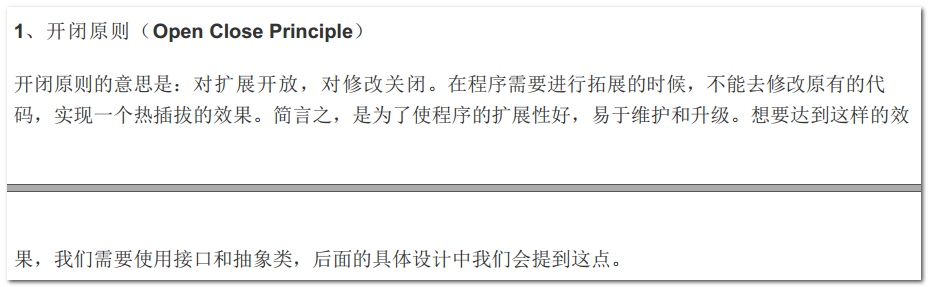 1、开闭原则（Open Close Principle）
开闭原则的意思是：对扩展开放，对修改关闭。在程序需要进行拓展的时候，不能去修改原有的代
码，实现一个热插拔的效果。简言之，是为了使程序的扩展性好，易于维护和升级。想要达到这样的效
果，我们需要使用接口和抽象类，后面的具体设计中我们会提到这点。